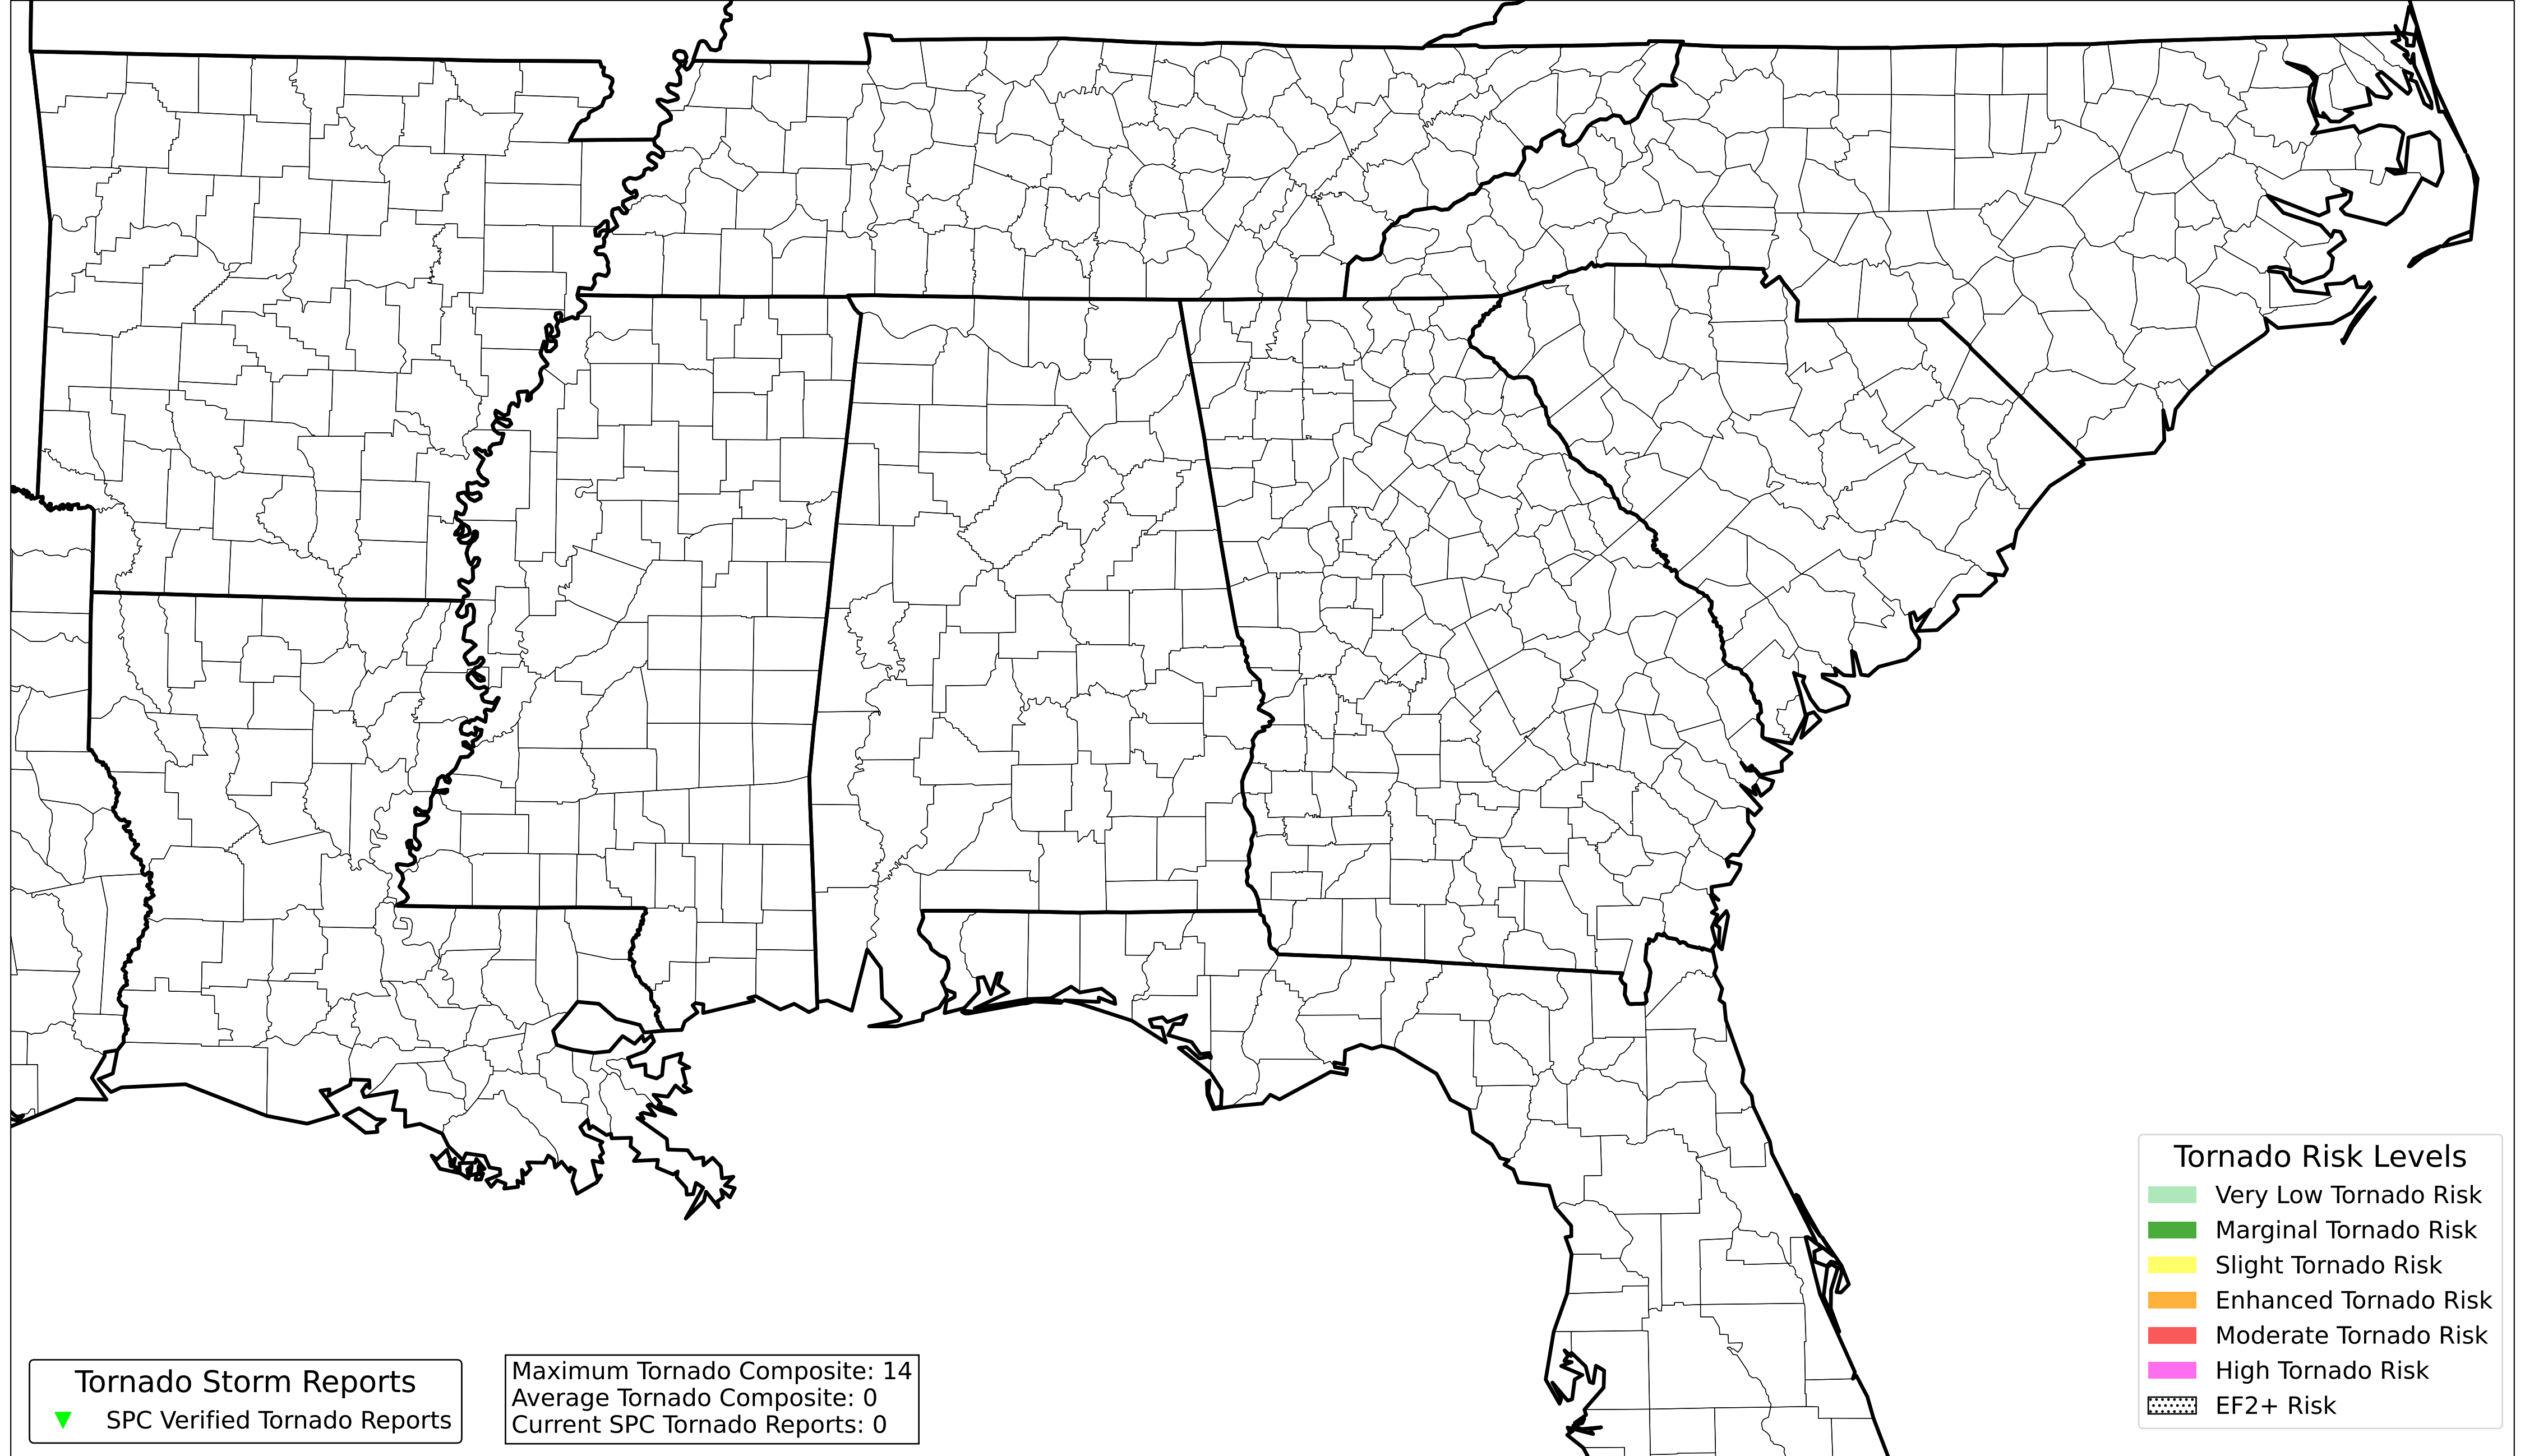 Tornado Risk Levels
Very Low Tornado Risk
Marginal Tornado Risk
Slight Tornado Risk
Enhanced Tornado Risk
Moderate Tornado Risk
High Tornado Risk
EF2+ Risk
Tornado Storm Reports
SPC Verified Tornado Reports
Maximum Tornado Composite: 14
Average Tornado Composite: 0
Current SPC Tornado Reports: 0